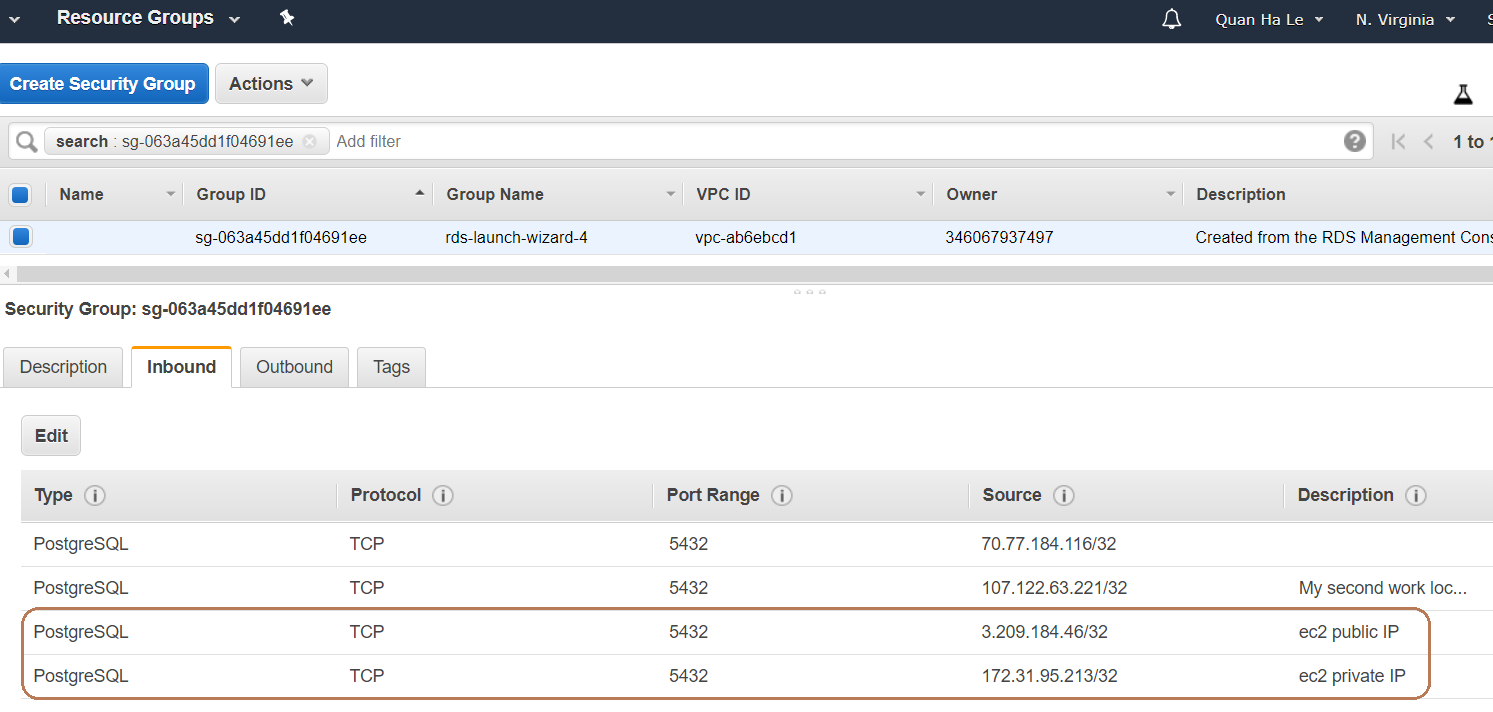 Resource Groups Quan Ha Le N. Virginia
Create Security Group Actions
search : sg-063a45dd1f04691ee Add filter 1 to
Name Group ID Group Name VPC ID Owner Description
sg-063a45dd1f04691ee rds-launch-wizard-4 vpc-ab6ebcd1 346067937497 Created from the RDS Management Cons
Security Group: sg-063a45dd1f04691ee
Description Inbound Outbound Tags
Edit
Type Protocol Port Range Source Description
PostgreSQL TCP 5432 70.77.184.116/32
PostgreSQL TCP 5432 107.122.63.221/32 My second work loc...
PostgreSQL TCP 5432 3.209.184.46/32 ec2 public IP
PostgreSQL TCP 5432 172.31.95.213/32 ec2 private IP